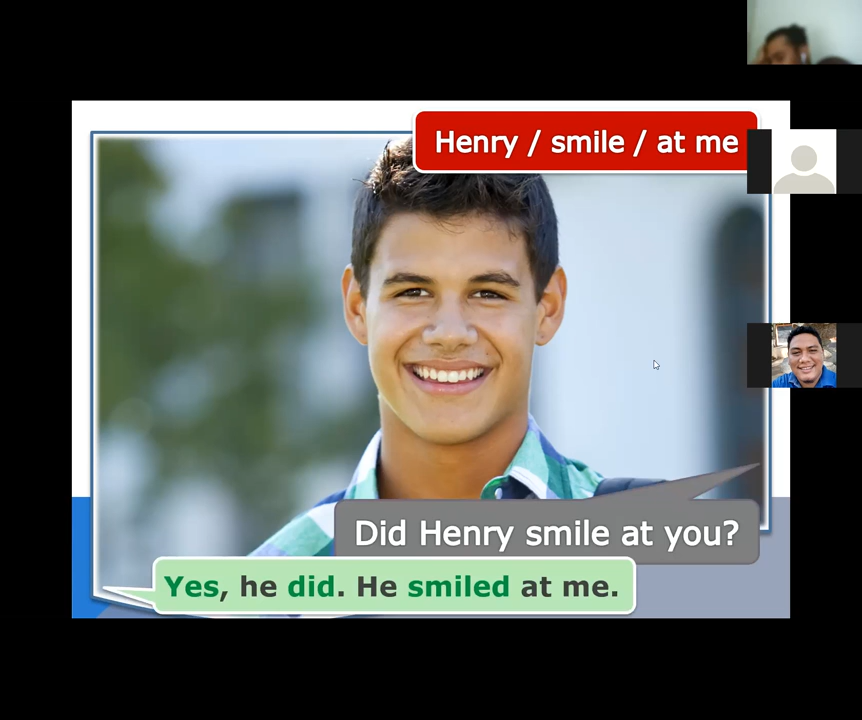 Henry / smile / at me
Did Henry smile at you?
Yes, he did. He smiled at me.